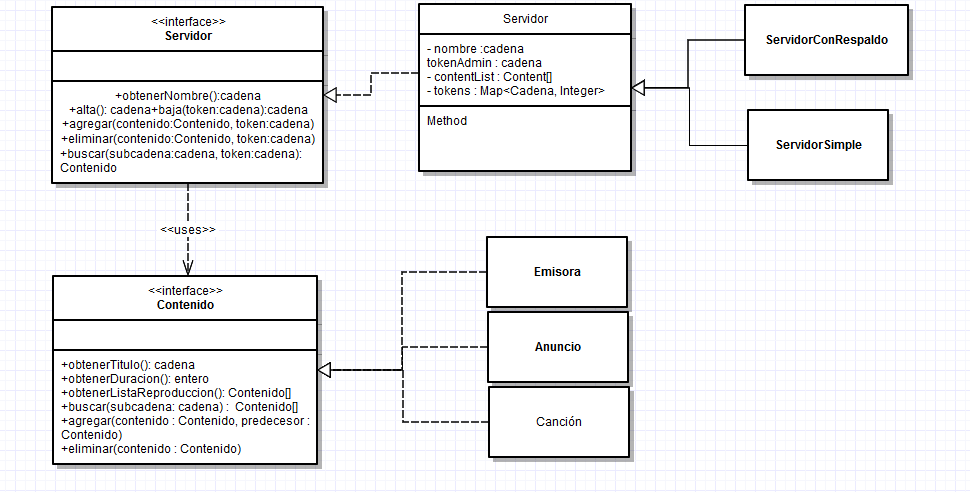 <<interface>>
Servidor
+obtenerNombre():cadena
+alta(): cadena+baja(token:cadena):cadena
+agregar(contenido:Contenido, token:cadena)
+eliminar(contenido:Contenido, token:cadena)
+buscar(subcadena:cadena, token:cadena):
Contenido
Servidor
- nombre :cadena
tokenAdmin : cadena
- contentList : Content[]
- tokens : Map<Cadena, Integer>
Method
ServidorConRespaldo
ServidorSimple
<<uses>>
<<interface>>
Contenido
+obtenerTitulo(): cadena
+obtenerDuracion(): entero
+obtenerListaReproduccion(): Contenido[]
+buscar(subcadena: cadena) :  Contenido[]
+agregar(contenido : Contenido, predecesor :
Contenido)
+eliminar(contenido : Contenido)
Emisora
Anuncio
Canción